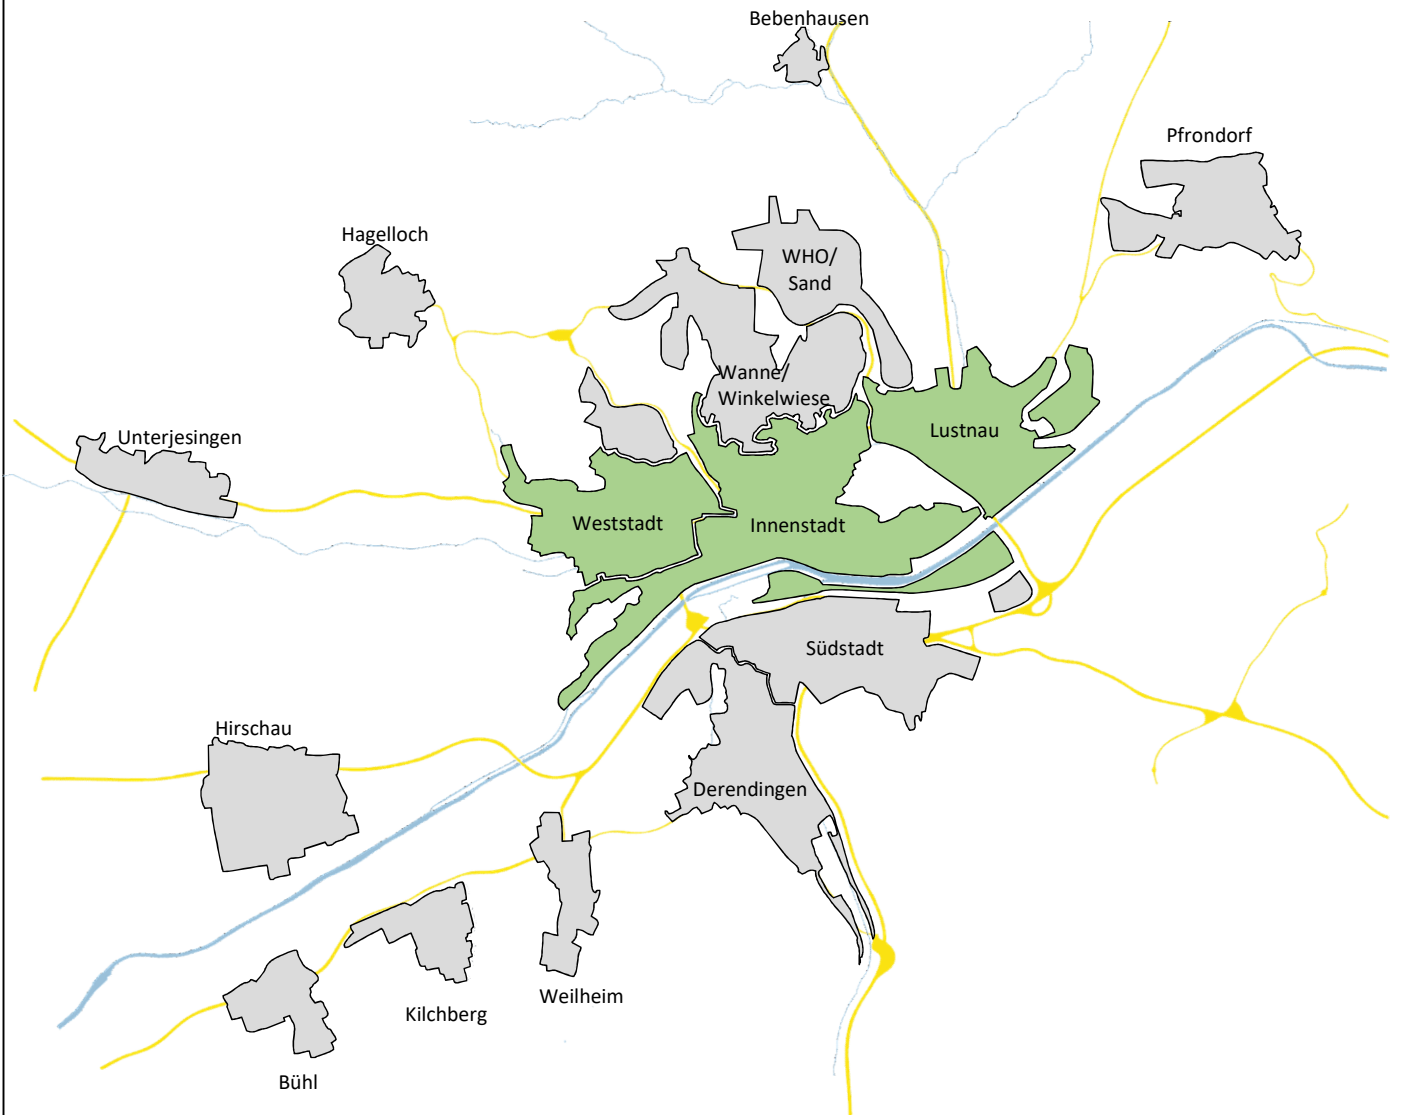 Bebenhausen
Pfrondorf
Hagelloch
WHO/
Sand
Wanne/
Winkelwiese
Unterjesingen
Lustnau
Weststadt
Innenstadt
Südstadt
Hirschau
Derendingen
Weilheim
Kilchberg
Bühl